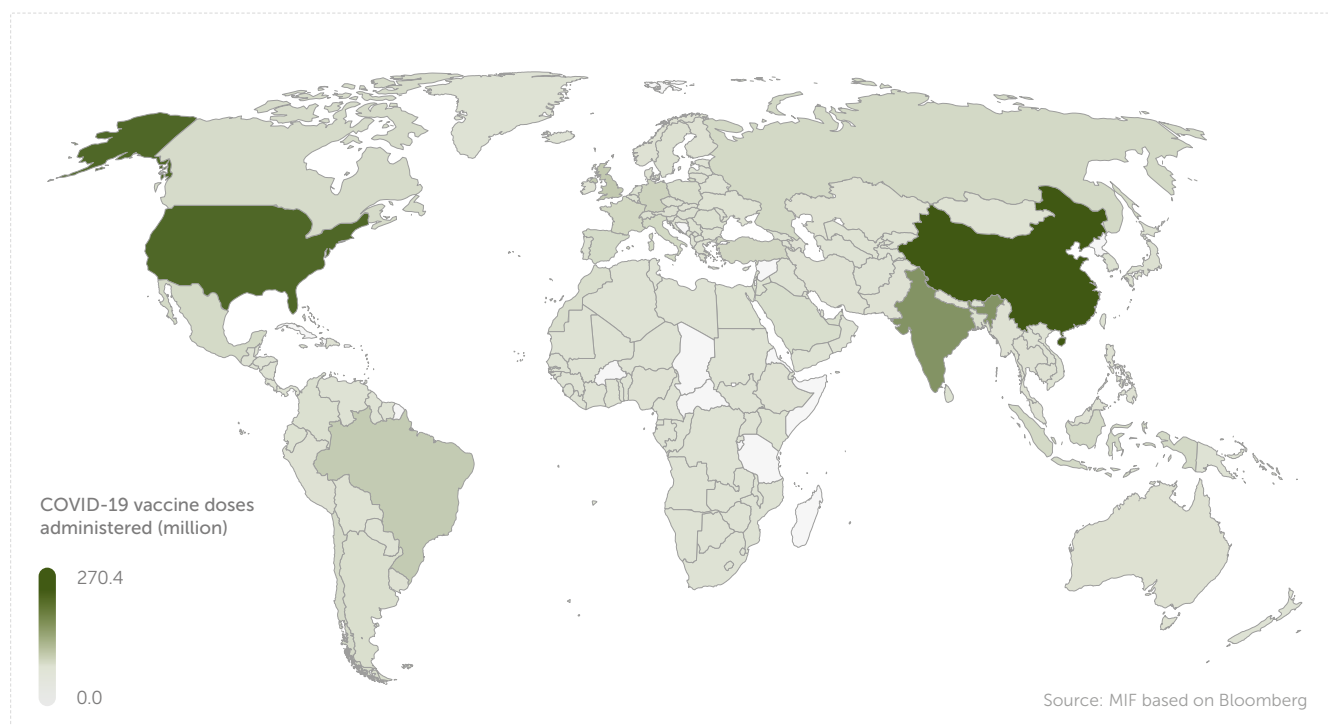 COVID-19 vaccine doses
administered (million)
270.4
0.0
Source: MIF based on Bloomberg